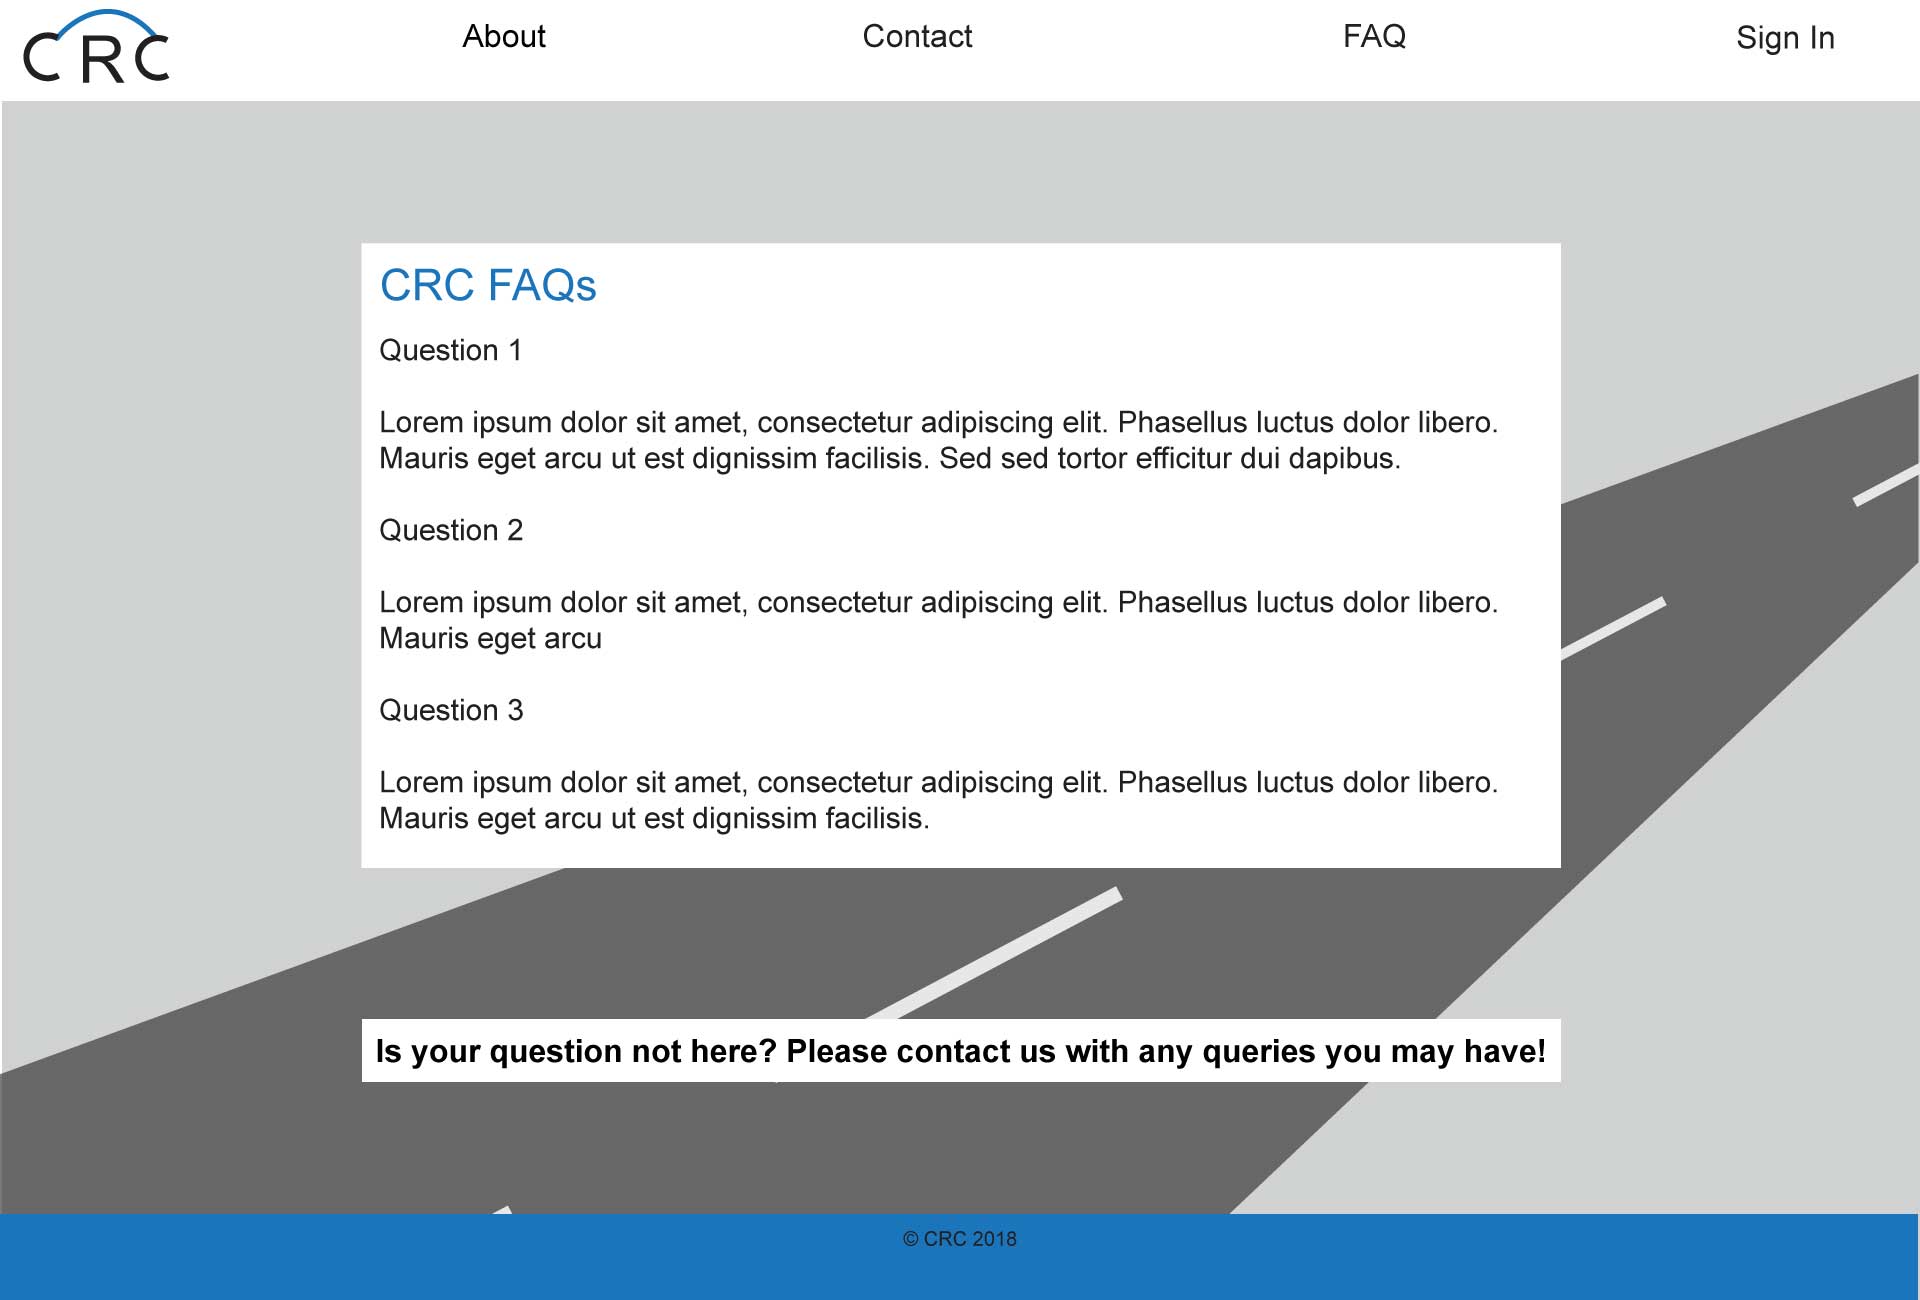 CRC
About
Contact
FAQ
Sign In
CRC FAQs
Question 1
Lorem ipsum dolor sit amet, consectetur adipiscing elit. Phasellus luctus dolor libero.
Mauris eget arcu ut est dignissim facilisis. Sed sed tortor efficitur dui dapibus.
Question 2
Lorem ipsum dolor sit amet, consectetur adipiscing elit. Phasellus luctus dolor libero.
Mauris eget arcu
Question 3
Lorem ipsum dolor sit amet, consectetur adipiscing elit. Phasellus luctus dolor libero.
Mauris eget arcu ut est dignissim facilisis.
Is your question not here? Please contact us with any queries you may have!
© CRC 2018